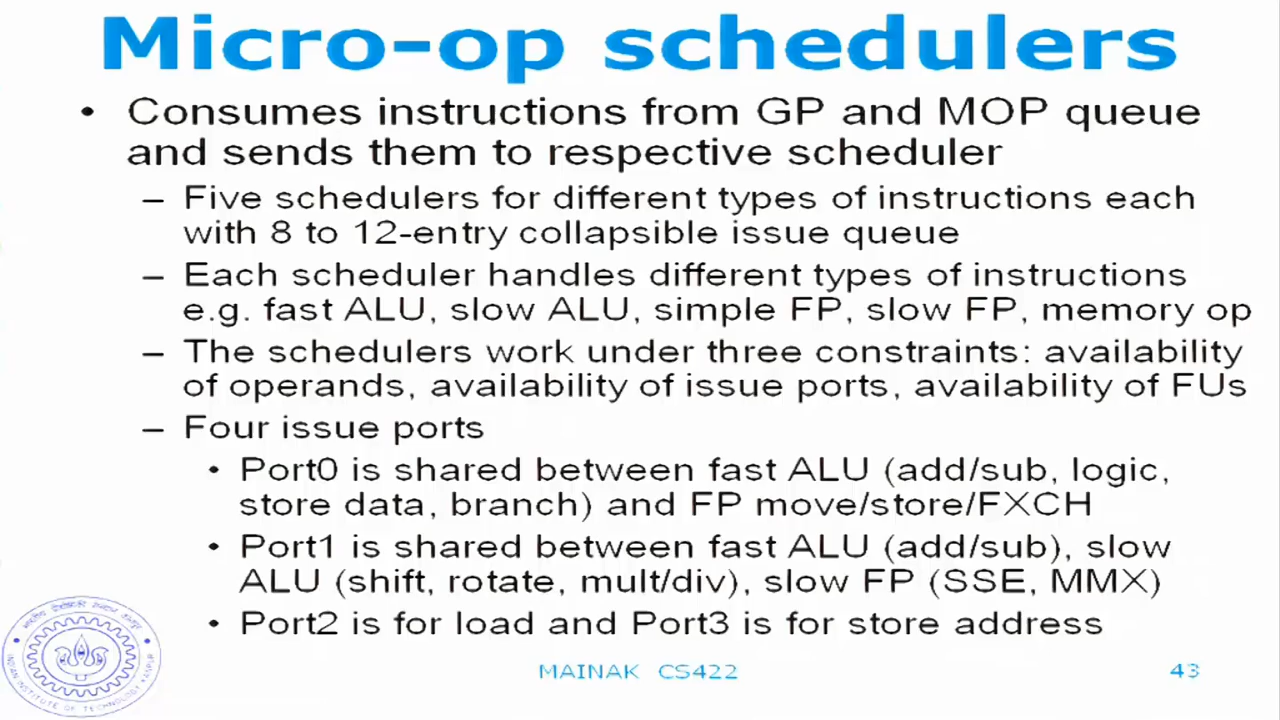 Micro-op schedulers
• Consumes instructions from GP and MOP queue
and sends them to respective scheduler
– Five schedulers for different types of instructions each
with 8 to 12-entry collapsible issue queue
– Each scheduler handles different types of instructions
e.g. fast ALU, slow ALU, simple FP, slow FP, memory op
– The schedulers work under three constraints: availability
of operands, availability of issue ports, availability of FUs
– Four issue ports
• Port0 is shared between fast ALU (add/sub, logic,
store data, branch) and FP move/store/FXCH
• Port1 is shared between fast ALU (add/sub), slow
ALU (shift, rotate, mult/div), slow FP (SSE, MMX)
• Port2 is for load and Port3 is for store address
INDIAN INSTITUTE OF TECHNOLOGY KANPUR
MAINAK CS422
43